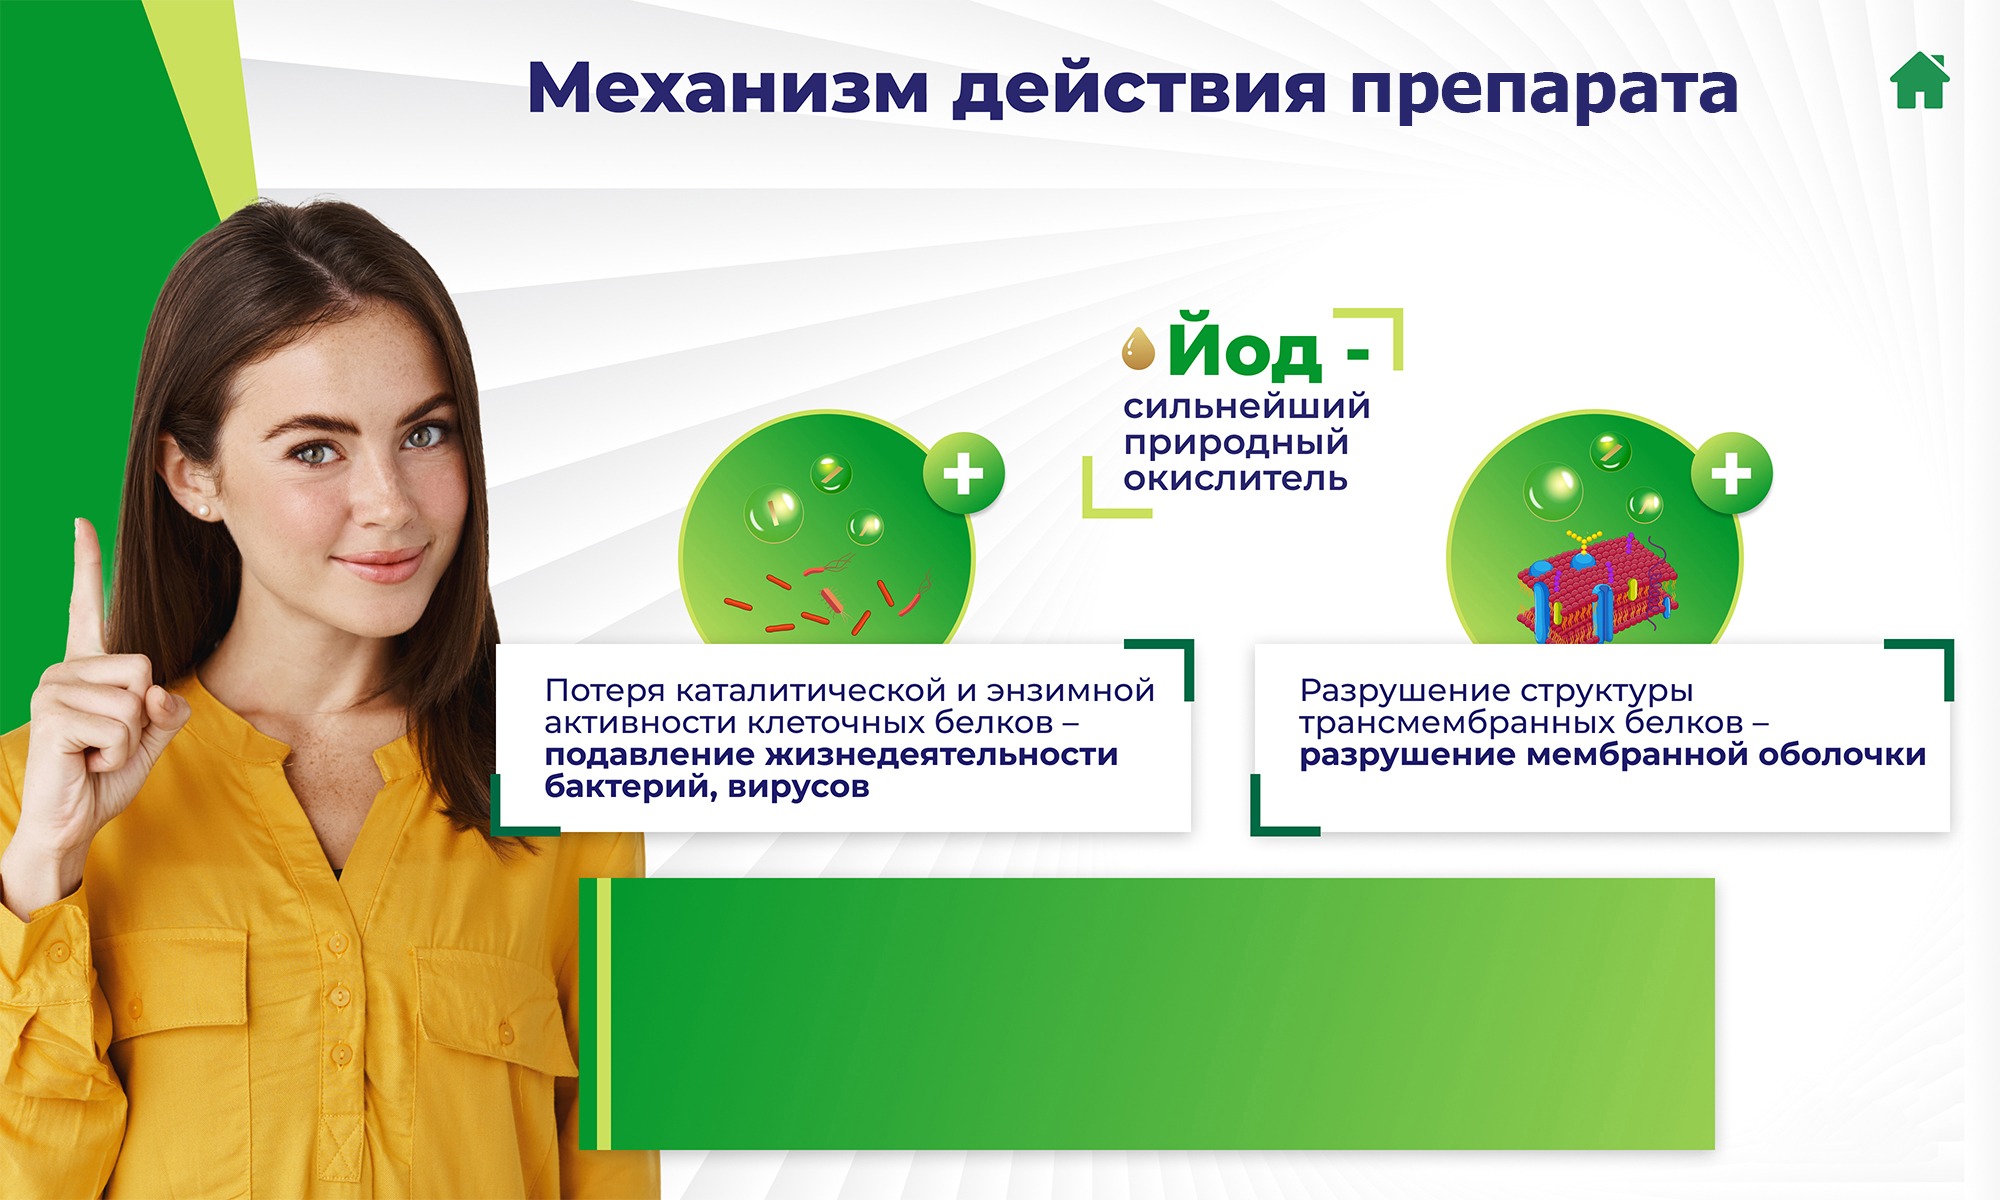 Механизм действия препарата
Йод -
сильнейший
природный
окислитель
Потеря каталитической и энзимной
активности клеточных белков –
подавление жизнедеятельности
бактерий, вирусов
Разрушение структуры
трансмембранных белков –
разрушение мембранной оболочки